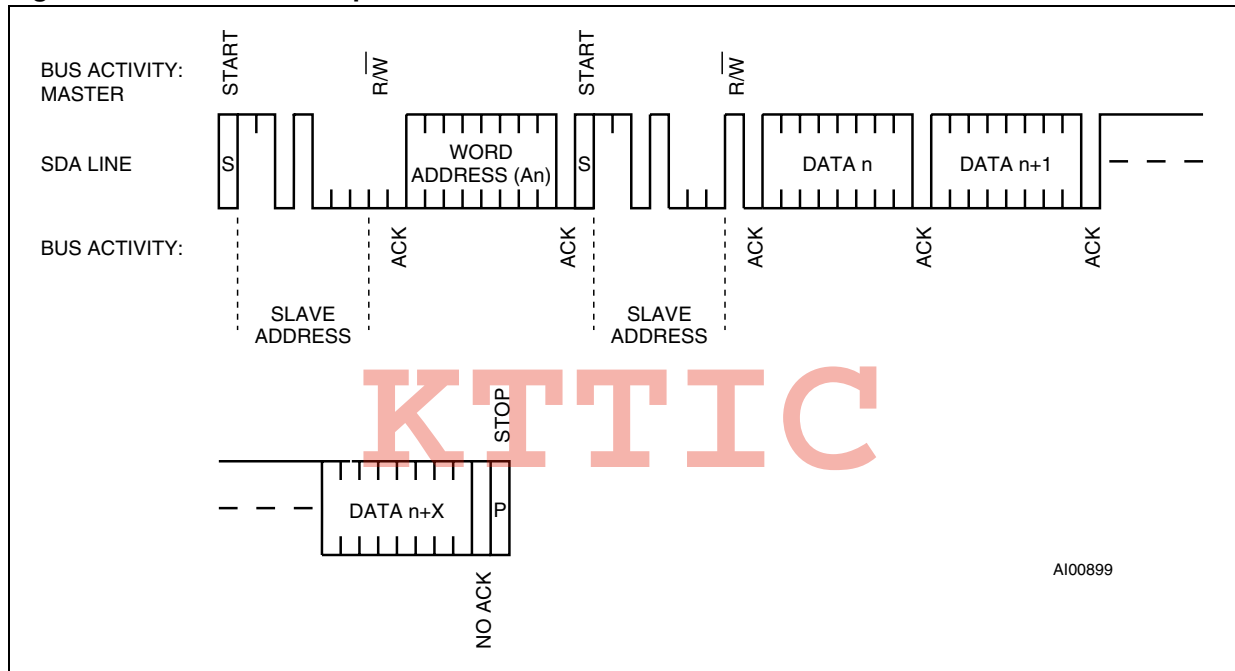 START
R/W
START
R/W
BUS ACTIVITY:
MASTER
SDA LINE
S
WORD
ADDRESS (An)
S
DATA n
DATA n+1
BUS ACTIVITY:
ACK
ACK
ACK
ACK
ACK
SLAVE
ADDRESS
SLAVE
ADDRESS
KTTIC
STOP
DATA n+X
P
NO ACK
AI00899